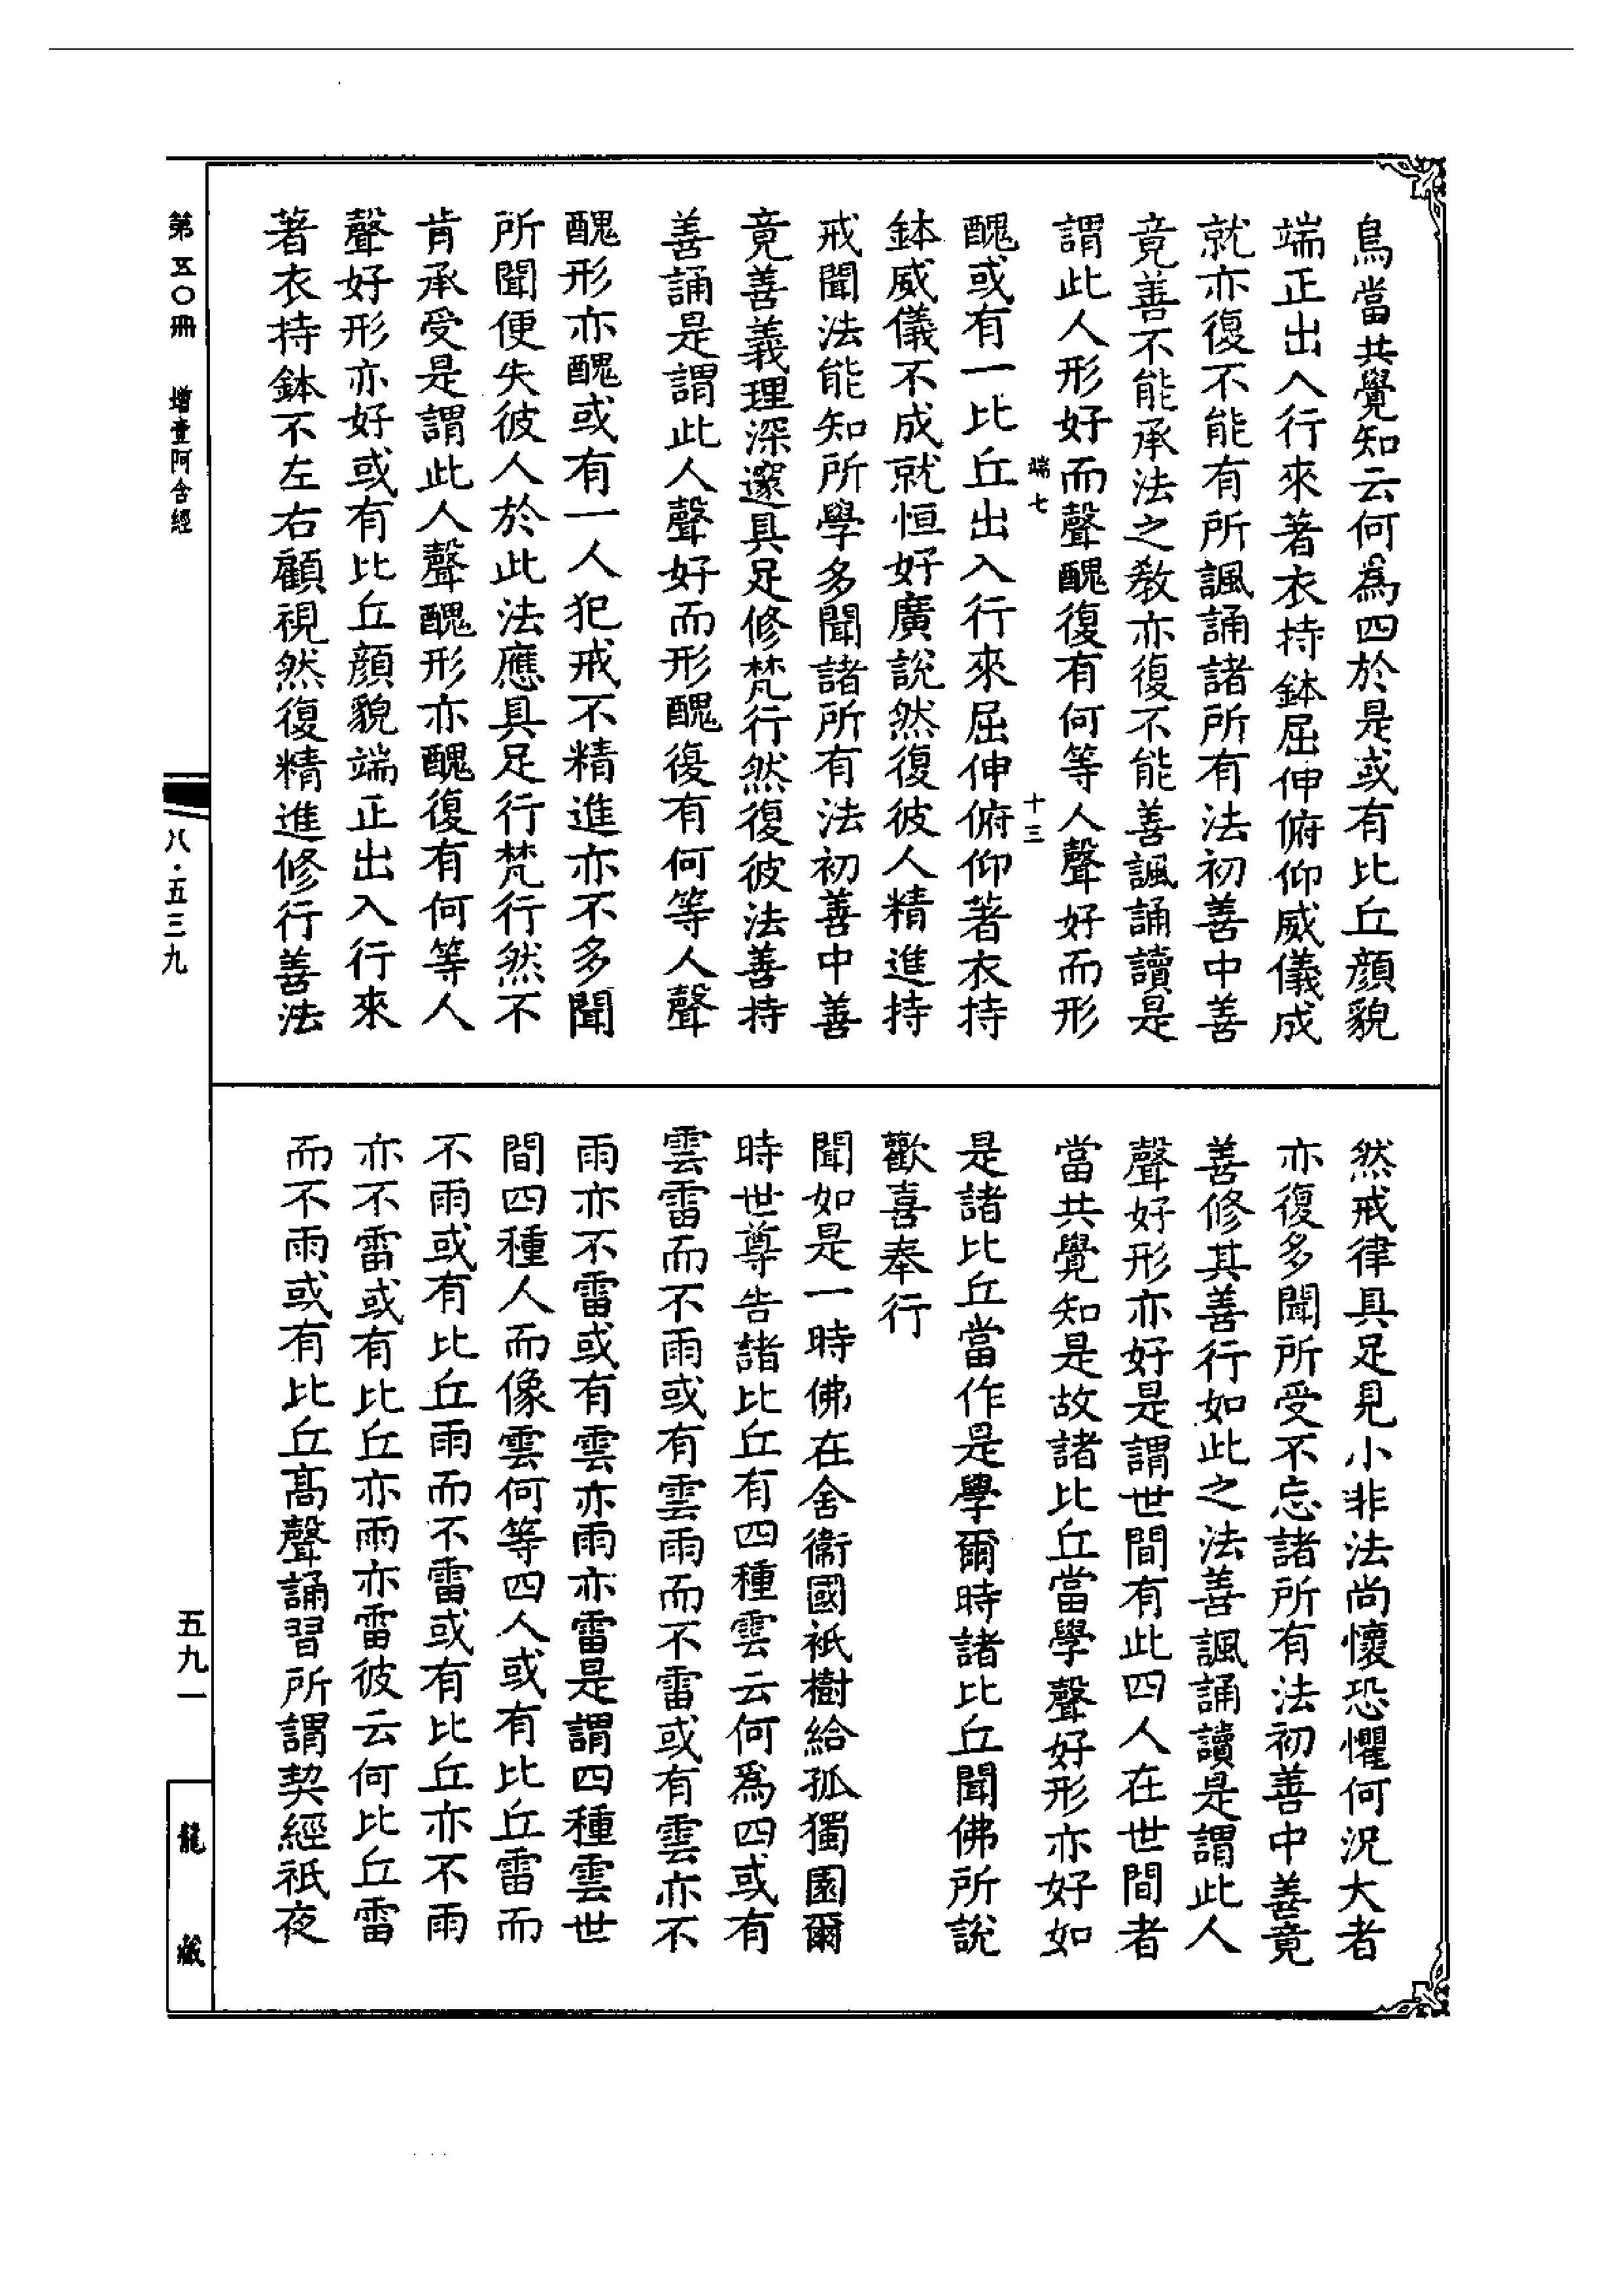 鳥當共覺知云何為四於是或有比丘顔貌
端正出入行來著衣持鉢屈伸俯仰威儀成
就亦復不能有所諷誦諸所有法初善中善
竟善不能承法之教亦復不能善諷誦讀是
謂此人形好而聲醜復有何等人聲好而形
端七 十三
醜或有一比丘出入行來屈伸俯仰著衣持
鉢威儀不成就恒好廣說然復彼人精進持
戒聞法能知所學多聞諸所有法初善中善
竟善義理深邃具足修梵行然復彼法善持
善誦是謂此人聲好而形醜復有何等人聲
醜形亦醜或有一人犯戒不精進亦不多聞
所聞便失彼人於此法應具足行梵行然不
肯承受是謂此人聲醜形亦醜復有何等人
聲好形亦好或有比丘顔貌端正出入行來
著衣持鉢不左右顧視然復精進修行善法
然戒律具足見小非法尚懷恐懼何況大者
亦復多聞所受不忘諸所有法初善中善竟
善修其善行如此之法善諷誦讀是謂此人
聲好形亦好是謂世間有此四人在世間者
當共覺知是故諸比丘當學聲好形亦好如
是諸比丘當作是學爾時諸比丘聞佛所說
歡喜奉行
聞如是一時佛在舍衞國祇樹給孤獨園爾
時世尊告諸比丘有四種雲云何爲四或有
雲雷而不雨或有雲雨而不雷或有雲亦不
雨亦不雷或有雲亦雨亦雷是謂四種雲世
間四種人而像雲何等四人或有比丘雷而
不雨或有比丘雨而不雷或有比丘亦不雨
亦不雷或有比丘亦雨亦雷彼云何比丘雷
而不雨或有比丘高聲誦習所謂契經祇夜
第五〇冊 增壹阿含經
八·五三九
五九一
龍藏